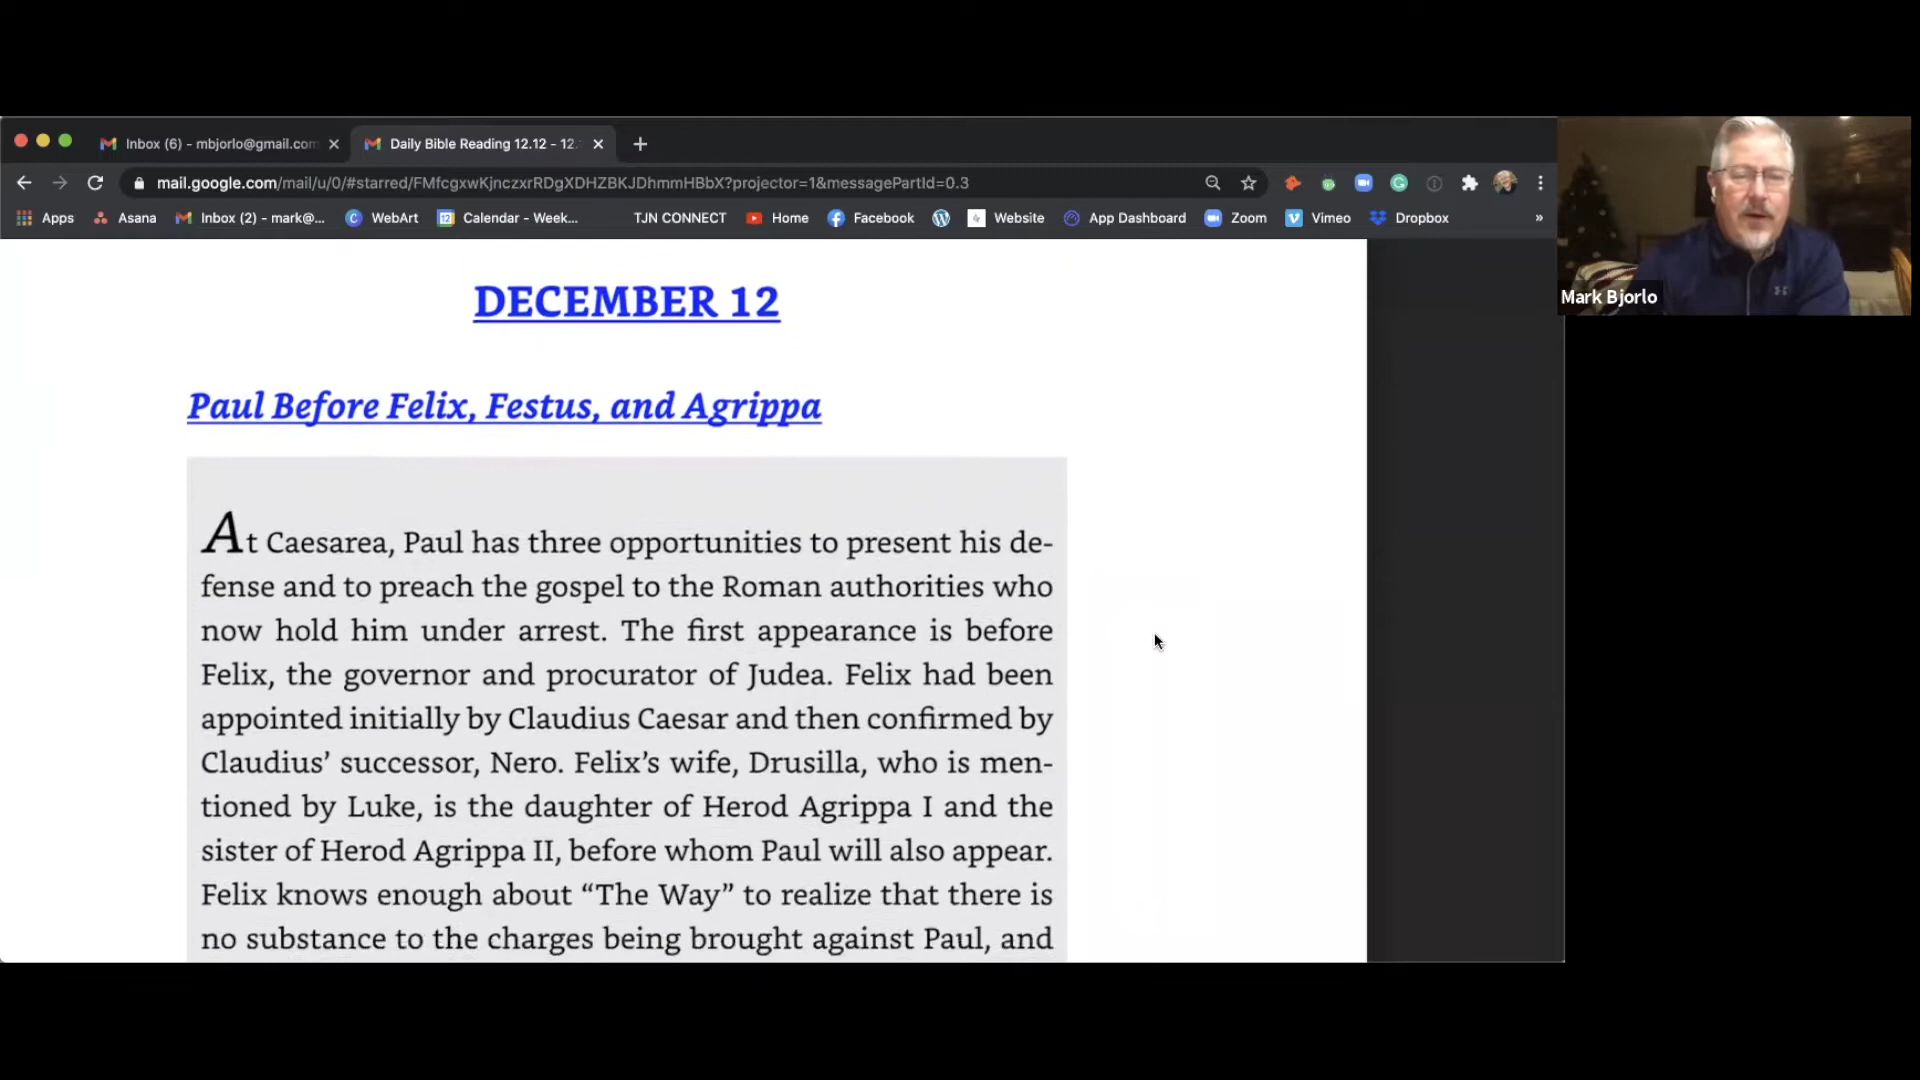 Inbox (6) - mbjorlo@gmail.com
Daily Bible Reading 12.12 - 12.
mail.google.com/mail/u/0/#starred/FMfcgxwKjnczxrRDgXDHZBKJDhmmHBbX?projector=1&messagePartId=0.3
Apps Asana Inbox (2) - mark@... WebArt Calendar - Week... TJN CONNECT Home Facebook Website App Dashboard Zoom Vimeo Dropbox »
Mark Bjorlo
DECEMBER 12
Paul Before Felix, Festus, and Agrippa
At Caesarea, Paul has three opportunities to present his de-
fense and to preach the gospel to the Roman authorities who
now hold him under arrest. The first appearance is before
Felix, the governor and procurator of Judea. Felix had been
appointed initially by Claudius Caesar and then confirmed by
Claudius’ successor, Nero. Felix’s wife, Drusilla, who is men-
tioned by Luke, is the daughter of Herod Agrippa I and the
sister of Herod Agrippa II, before whom Paul will also appear.
Felix knows enough about “The Way” to realize that there is
no substance to the charges being brought against Paul, and